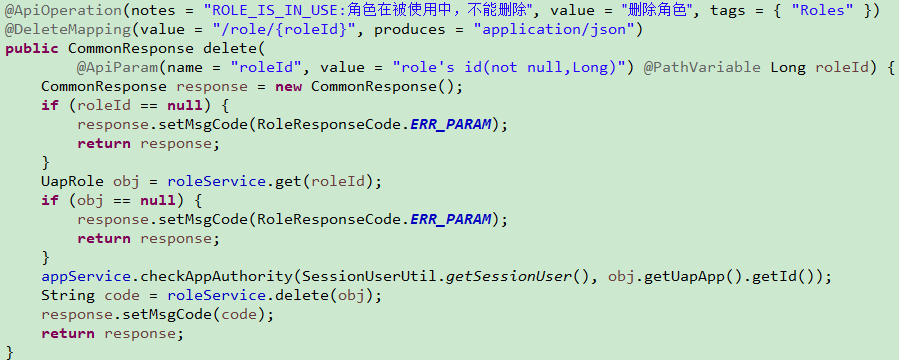 @ApiOperation(notes = "ROLE_IS_IN_USE:角色在被使用中，不能删除", value = "删除角色", tags = { "Roles" })
@DeleteMapping(value = "/role/{roleId}", produces = "application/json")
public CommonResponse delete(
        @ApiParam(name = "roleId", value = "role's id(not null,Long)") @PathVariable Long roleId) {
    CommonResponse response = new CommonResponse();
    if (roleId == null) {
        response.setMsgCode(RoleResponseCode.ERR_PARAM);
        return response;
    }
    UapRole obj = roleService.get(roleId);
    if (obj == null) {
        response.setMsgCode(RoleResponseCode.ERR_PARAM);
        return response;
    }
    appService.checkAppAuthority(SessionUserUtil.getSessionUser(), obj.getUapApp().getId());
    String code = roleService.delete(obj);
    response.setMsgCode(code);
    return response;
}